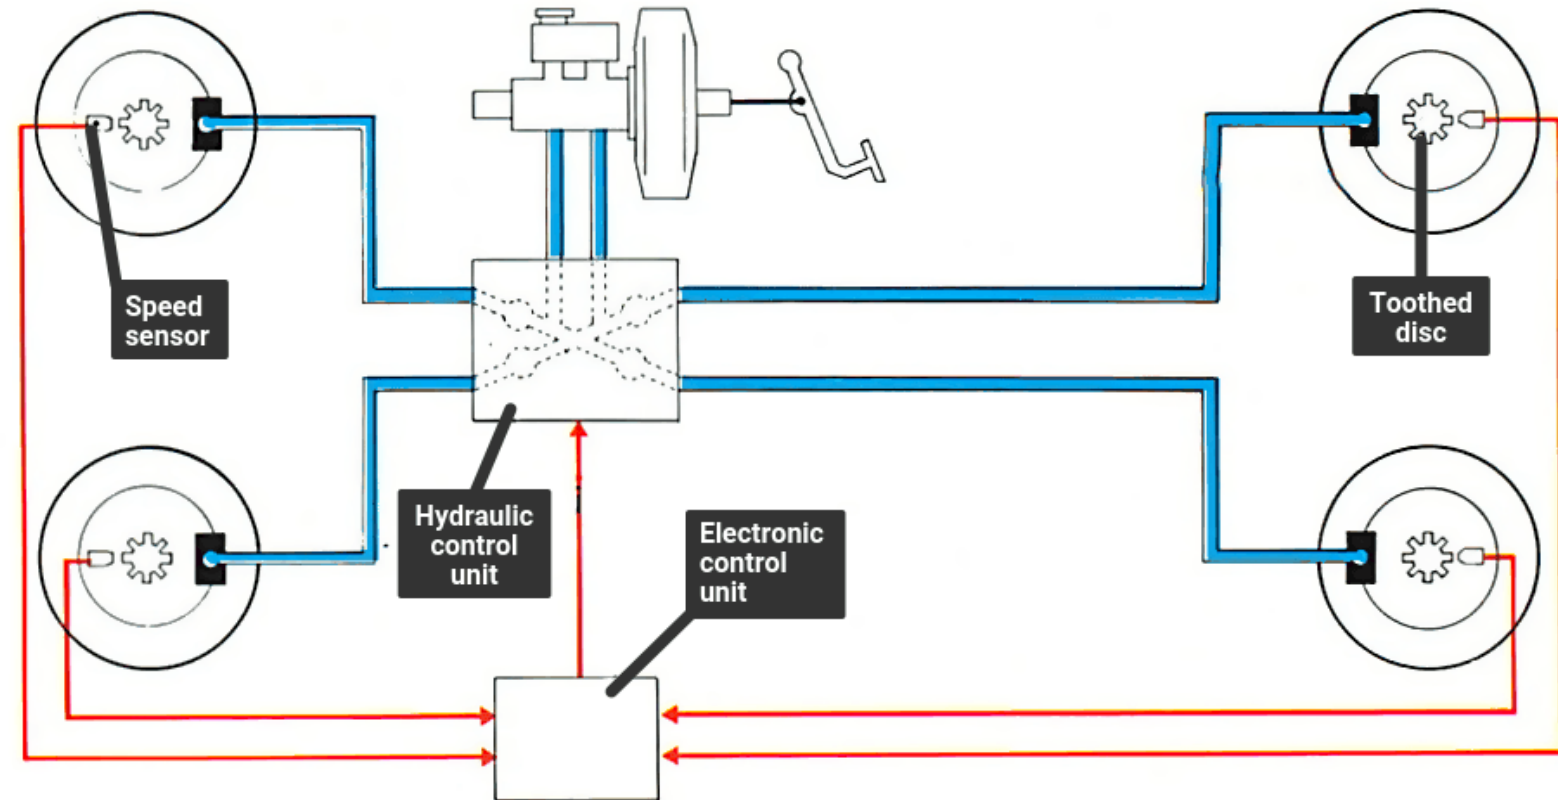 Speed
sensor
Toothed
disc
Hydraulic
control
unit
Electronic
control
unit